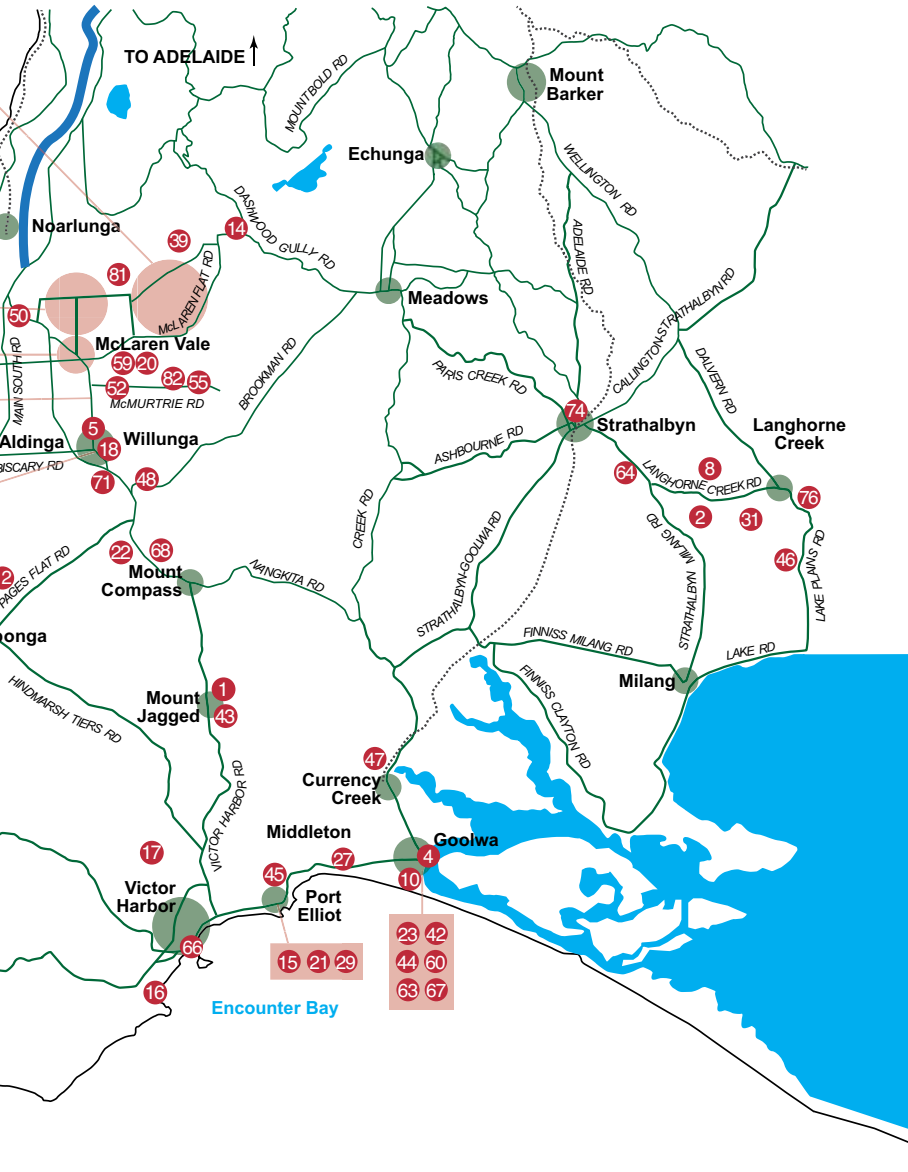 TO ADELAIDE
MOUNTBOLD RD
Mount
Barker
Echunga
WELLINGTON RD
DASHWOOD GULLY RD
Noarlunga
14
39
ADELAIDE RD
81
McLAREN FLAT RD
Meadows
CALLINGTON-STRATHALBYN RD
50
MAIN SOUTH RD
McLaren Vale
59
20
BROOKMAN RD
PARIS CREEK RD
DALVERN RD
82
55
52
McMURTRIE RD
74
Strathalbyn
Langhorne
Creek
5
Aldinga
18
Willunga
ASHBOURNE RD
BISCARY RD
71
48
64
8
LANGHORNE CREEK RD
76
2
31
CREEK RD
STRATHALBYN-GOOLWA RD
STRATHALBYN MILANG RD
22
68
46
LAKE PLAINS RD
2
PAGES FLAT RD
Mount
Compass
NANGKITA RD
oonga
FINNISS MILANG RD
LAKE RD
HINDMARSH TIERS RD
Mount
Jagged
1
43
FINNISS CLAYTON RD
Milang
VICTOR HARBOR RD
47
Currency
Creek
Middleton
Goolwa
17
27
4
45
10
Victor
Harbor
Port
Elliot
66
23
42
15
21
29
44
60
16
63
67
Encounter Bay